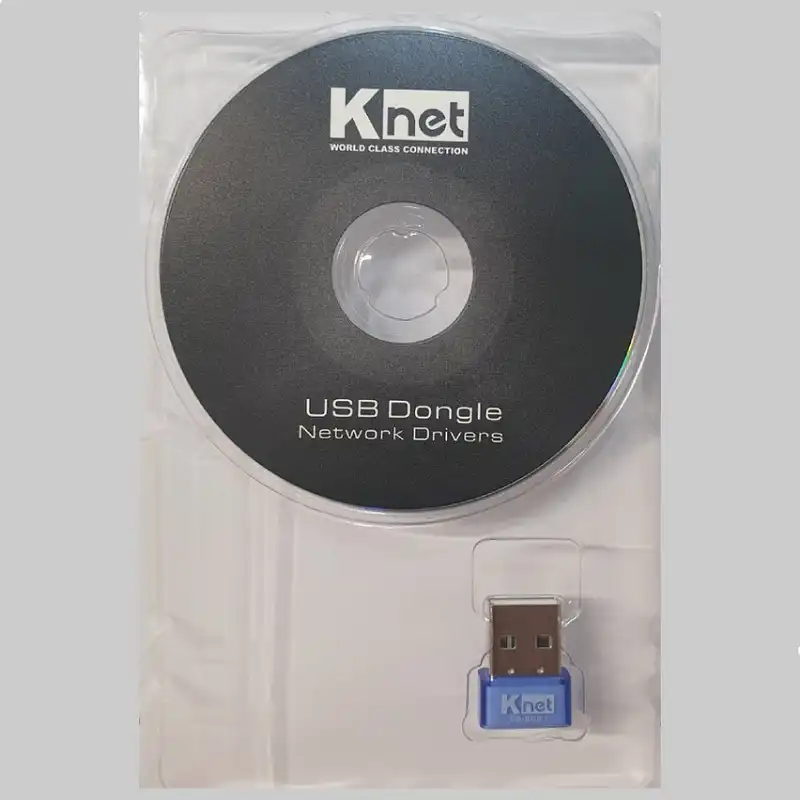 Knet
WORLD CLASS CONNECTION
USB Dongle
Network Drivers
Knet